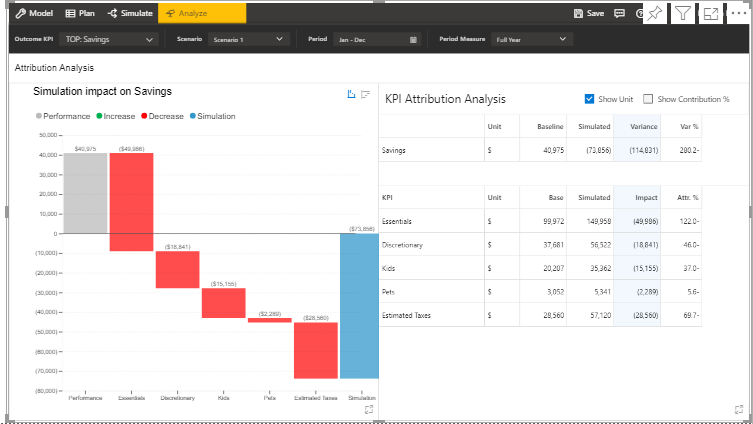 Model Plan Simulate Analyze Save
Outcome KPI TOP: Savings Scenario Scenario 1 Period Jan - Dec Period Measure Full Year
Attribution Analysis
Simulation impact on Savings
Performance Increase Decrease Simulation
50,000
$40,975 ($49,986)
40,000
30,000
20,000
10,000
0
($73,856)
(10,000)
($18,841)
(20,000)
(30,000)
($15,155)
(40,000)
($2,289) ($28,560)
(50,000)
(60,000)
(70,000)
(80,000)
Performance Essentials Discretionary Kids Pets Estimated Taxes Simulation
KPI Attribution Analysis Show Unit Show Contribution %
Unit Baseline Simulated Variance Var %
Savings $ 40,975 (73,856) (114,831) 280.2-
KPI Unit Base Simulated Impact Attr. %
Essentials $ 99,972 149,958 (49,986) 122.0-
Discretionary $ 37,681 56,522 (18,841) 46.0-
Kids $ 20,207 35,362 (15,155) 37.0-
Pets $ 3,052 5,341 (2,289) 5.6-
Estimated Taxes $ 28,560 57,120 (28,560) 69.7-